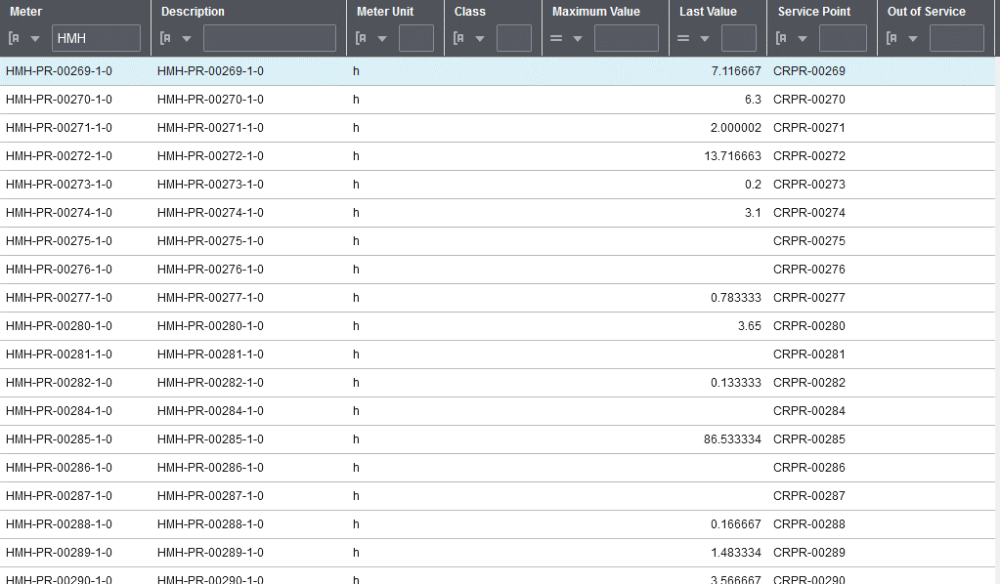 Meter Description Meter Unit Class Maximum Value Last Value Service Point Out of Service
HMH
HMH-PR-00269-1-0 HMH-PR-00269-1-0 h 7.116667 CRPR-00269
HMH-PR-00270-1-0 HMH-PR-00270-1-0 h 6.3 CRPR-00270
HMH-PR-00271-1-0 HMH-PR-00271-1-0 h 2.000002 CRPR-00271
HMH-PR-00272-1-0 HMH-PR-00272-1-0 h 13.716663 CRPR-00272
HMH-PR-00273-1-0 HMH-PR-00273-1-0 h 0.2 CRPR-00273
HMH-PR-00274-1-0 HMH-PR-00274-1-0 h 3.1 CRPR-00274
HMH-PR-00275-1-0 HMH-PR-00275-1-0 h CRPR-00275
HMH-PR-00276-1-0 HMH-PR-00276-1-0 h CRPR-00276
HMH-PR-00277-1-0 HMH-PR-00277-1-0 h 0.783333 CRPR-00277
HMH-PR-00280-1-0 HMH-PR-00280-1-0 h 3.65 CRPR-00280
HMH-PR-00281-1-0 HMH-PR-00281-1-0 h CRPR-00281
HMH-PR-00282-1-0 HMH-PR-00282-1-0 h 0.133333 CRPR-00282
HMH-PR-00284-1-0 HMH-PR-00284-1-0 h CRPR-00284
HMH-PR-00285-1-0 HMH-PR-00285-1-0 h 86.533334 CRPR-00285
HMH-PR-00286-1-0 HMH-PR-00286-1-0 h CRPR-00286
HMH-PR-00287-1-0 HMH-PR-00287-1-0 h CRPR-00287
HMH-PR-00288-1-0 HMH-PR-00288-1-0 h 0.166667 CRPR-00288
HMH-PR-00289-1-0 HMH-PR-00289-1-0 h 1.483334 CRPR-00289
HMH-PR-00290-1-0 HMH-PR-00290-1-0 h 3.566667 CRPR-00290